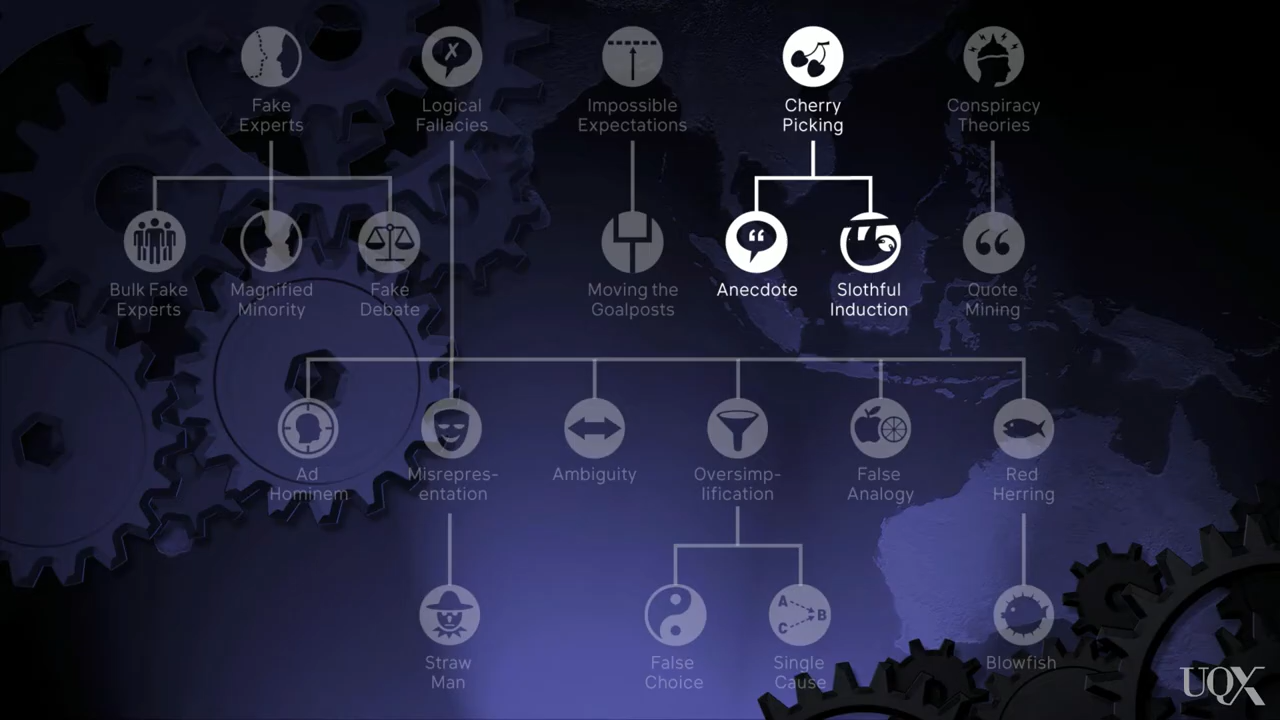 Fake
Experts
Logical
Fallacies
Impossible
Expectations
Cherry
Picking
Conspiracy
Theories
Bulk Fake
Experts
Magnified
Minority
Fake
Debate
Moving the
Goalposts
Anecdote
Slothful
Induction
Quote
Mining
Ad
Hominem
Misrepres-
entation
Ambiguity
Oversimp-
lification
False
Analogy
Red
Herring
Straw
Man
False
Choice
A
B
C
Single
Cause
Blowfish
UQX